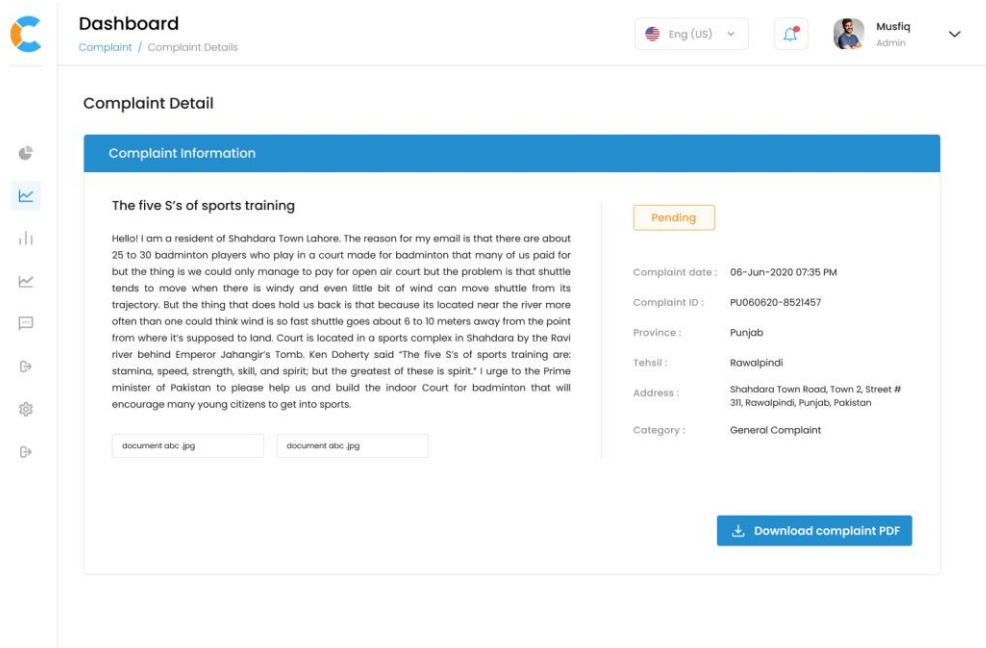 Dashboard
Complaint / Complaint Details
Eng (US)
Musfiq
Admin
Complaint Detail
Complaint Information
The five S's of sports training
Hello! I am a resident of Shahdara Town Lahore. The reason for my email is that there are about
25 to 30 badminton players who play in a court made for badminton that many of us paid for
but the thing is we could only manage to pay for open air court but the problem is that shuttle
tends to move when there is windy and even little bit of wind can move shuttle from its
trajectory. But the thing that does hold us back is that because its located near the river more
often than one could think wind is so fast shuttle goes about 6 to 10 meters away from the point
from where it's supposed to land. Court is located in a sports complex in Shahdara by the Ravi
river behind Emperor Jahangir's Tomb. Ken Doherty said "The five S's of sports training are:
stamina, speed, strength, skill, and spirit; but the greatest of these is spirit." I urge to the Prime
minister of Pakistan to please help us and build the indoor Court for badminton that will
encourage many young citizens to get into sports.
document abc .jpg
document abc .jpg
Pending
Complaint date : 06-Jun-2020 07:35 PM
Complaint ID : PU060620-8521457
Province : Punjab
Tehsil : Rawalpindi
Address : Shahdara Town Road, Town 2, Street #
311, Rawalpindi, Punjab, Pakistan
Category : General Complaint
Download complaint PDF